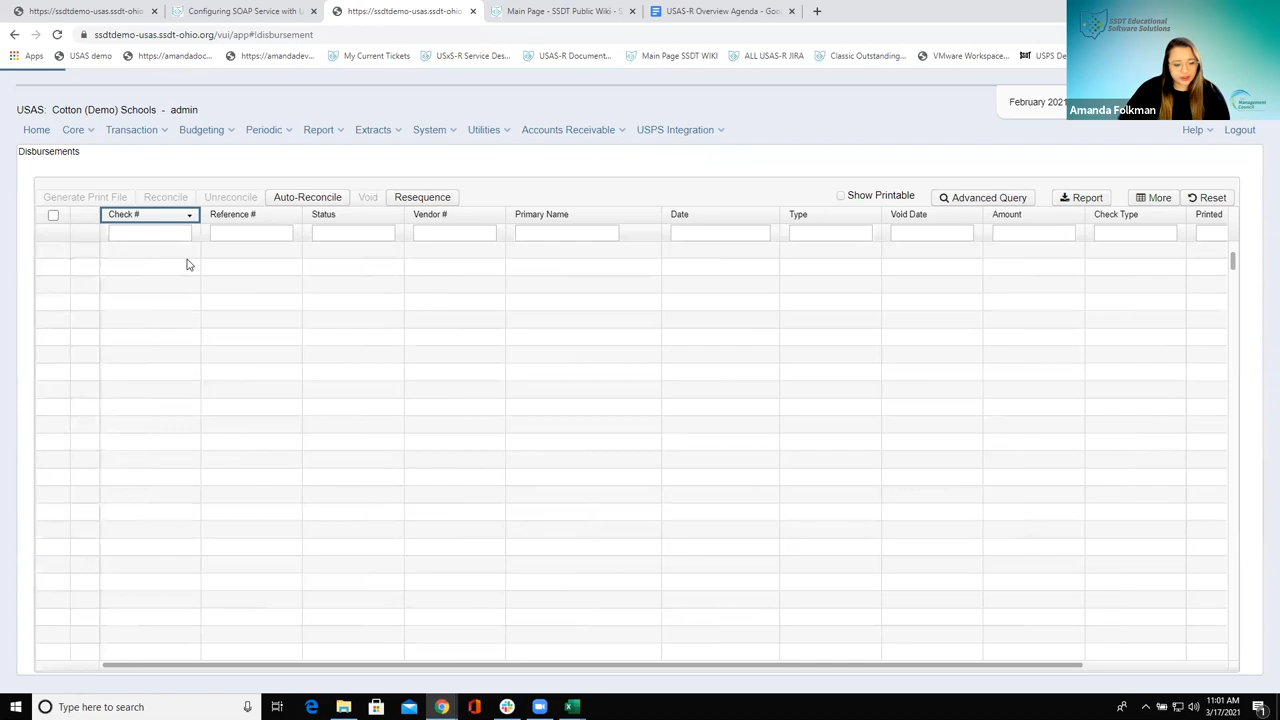 https://ssdtdemo-usas.ssdt-ohio
Configuring SOAP Service with U
https://ssdtdemo-usas.ssdt-ohio
Main Page - SSDT Public Wiki - S
USAS-R Overview Agenda - Goo
ssdtdemo-usas.ssdt-ohio.org/vui/app#!disbursement
Apps
USAS demo
https://amandadoc...
https://amandadev...
My Current Tickets
USxS-R Service Des...
USAS-R Document...
Main Page SSDT WIKI
ALL USAS-R JIRA
Classic Outstanding...
VMware Workspace...
USPS De
SSDT Educational
Software Solutions
Management
Council
Amanda Folkman
USAS: Cotton (Demo) Schools - admin
February 2021
Home Core Transaction Budgeting Periodic Report Extracts System Utilities Accounts Receivable USPS Integration Help Logout
Disbursements
Generate Print File Reconcile Unreconcile Auto-Reconcile Void Resequence Show Printable Advanced Query Report More Reset
Check # Reference # Status Vendor # Primary Name Date Type Void Date Amount Check Type Printed
Type here to search
11:01 AM
3/17/2021
1